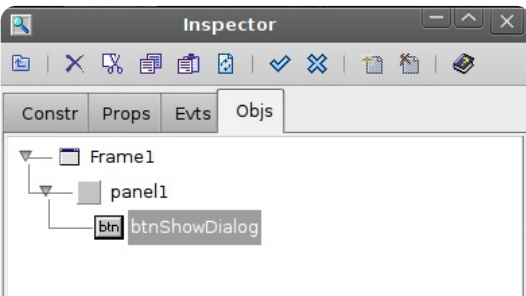 Inspector
Constr Props Evts Objs
Frame1
panel1
btn btnShowDialog